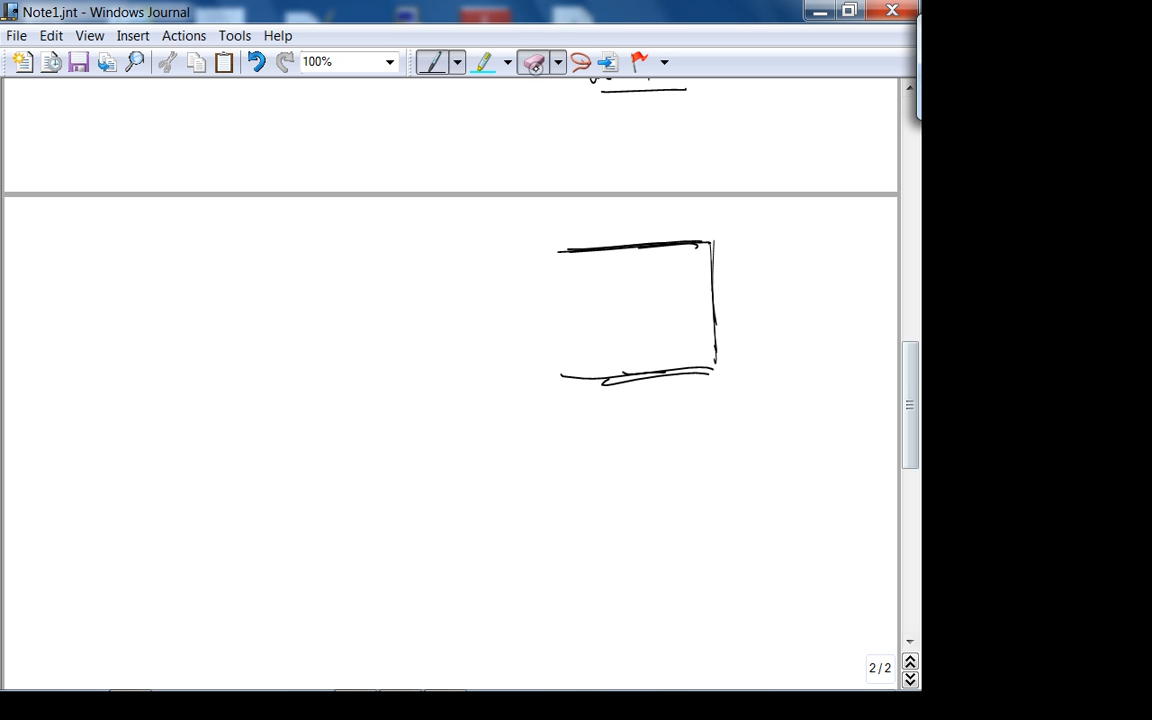 Note1.jnt - Windows Journal
File Edit View Insert Actions Tools Help
100%
2 / 2